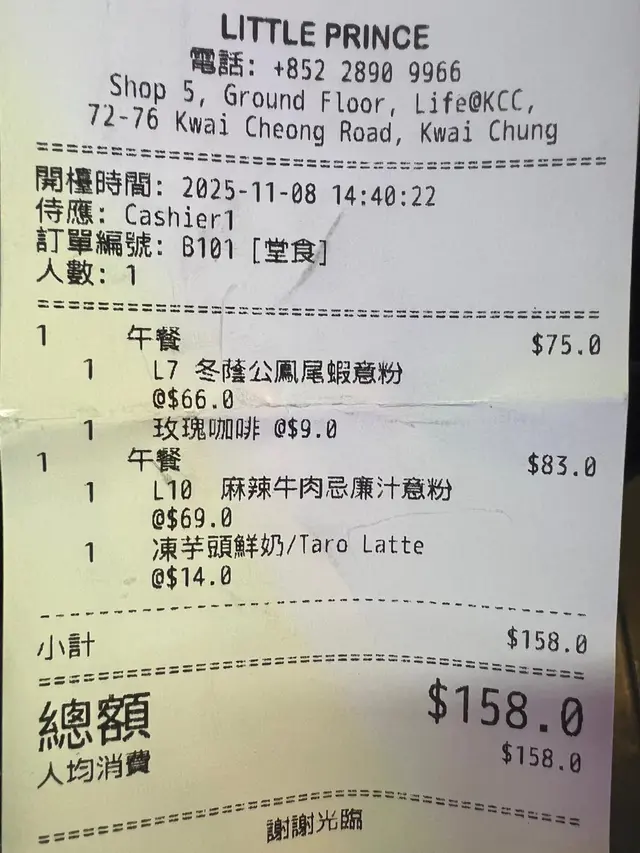 LITTLE PRINCE
電話: +852 2890 9966
Shop 5, Ground Floor, Life@KCC,
72-76 Kwai Cheong Road, Kwai Chung
開檯時間: 2025-11-08 14:40:22
侍應: Cashier1
訂單編號: B101 [堂食]
人數: 1
1 午餐 $75.0
1 L7 冬蔭公鳳尾蝦意粉
@$66.0
1 玫瑰咖啡 @$9.0
1 午餐 $83.0
1 L10 麻辣牛肉忌廉汁意粉
@$69.0
1 凍芋頭鮮奶/Taro Latte
@$14.0
小計 $158.0
總額 $158.0
人均消費 $158.0
謝謝光臨